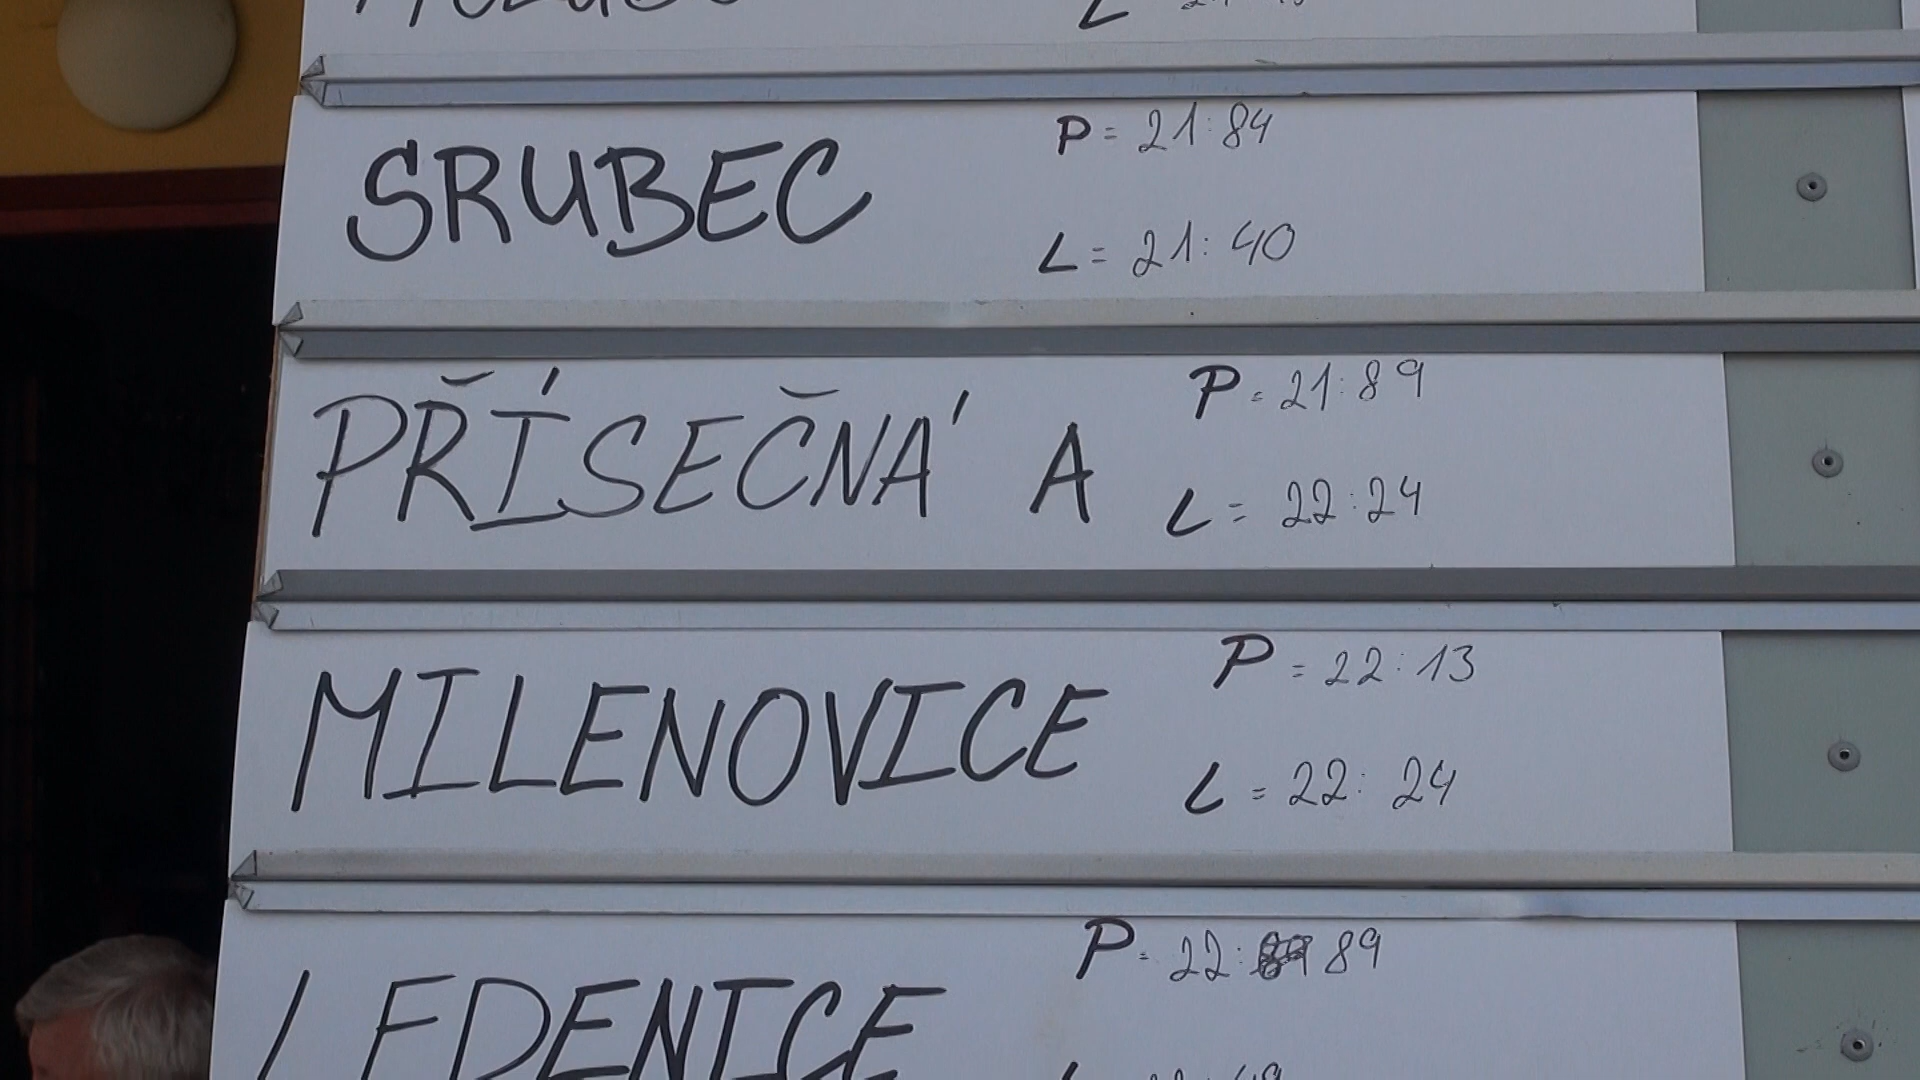 SRUBEC
P = 21:84
L = 21:40
PŘÍSEČNÁ A
P = 21:89
L = 22:24
MILENOVICE
P = 22:13
L = 22:24
LEDENICE
P = 22: 89